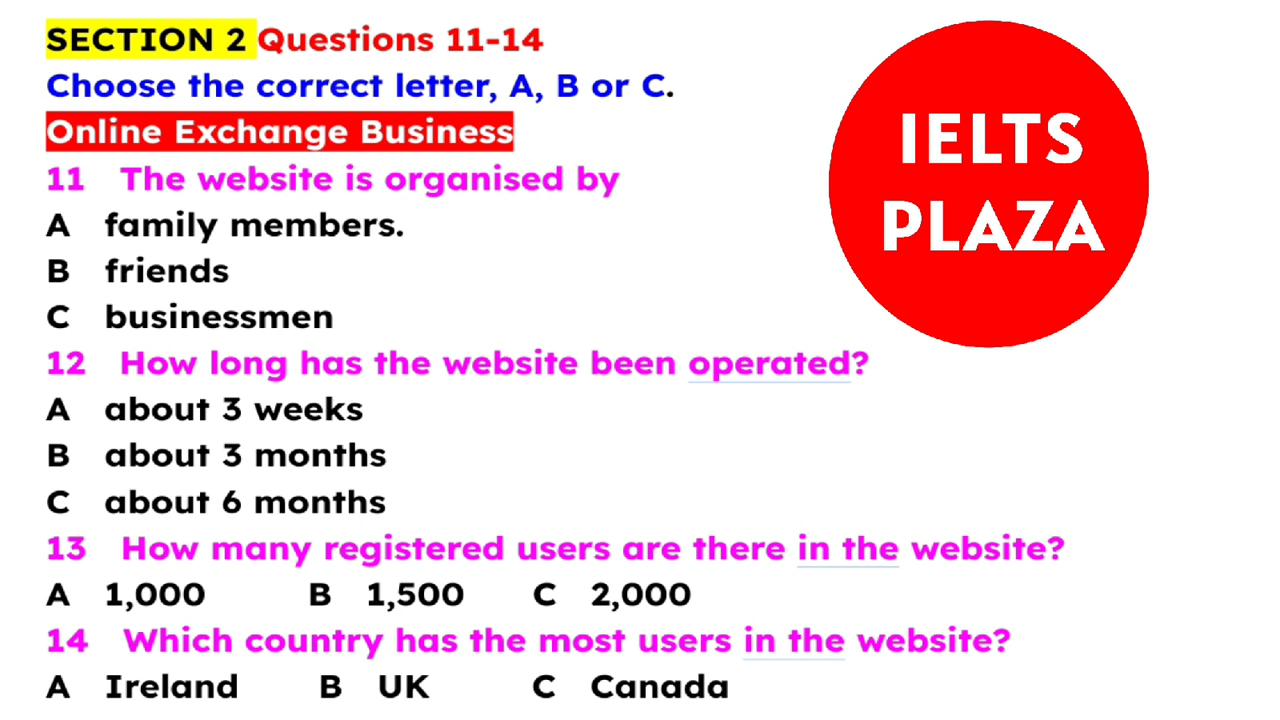 SECTION 2 Questions 11-14
Choose the correct letter, A, B or C.
Online Exchange Business
11 The website is organised by
A family members.
B friends
C businessmen
12 How long has the website been operated?
A about 3 weeks
B about 3 months
C about 6 months
13 How many registered users are there in the website?
A 1,000 B 1,500 C 2,000
14 Which country has the most users in the website?
A Ireland B UK C Canada
IELTS
PLAZA